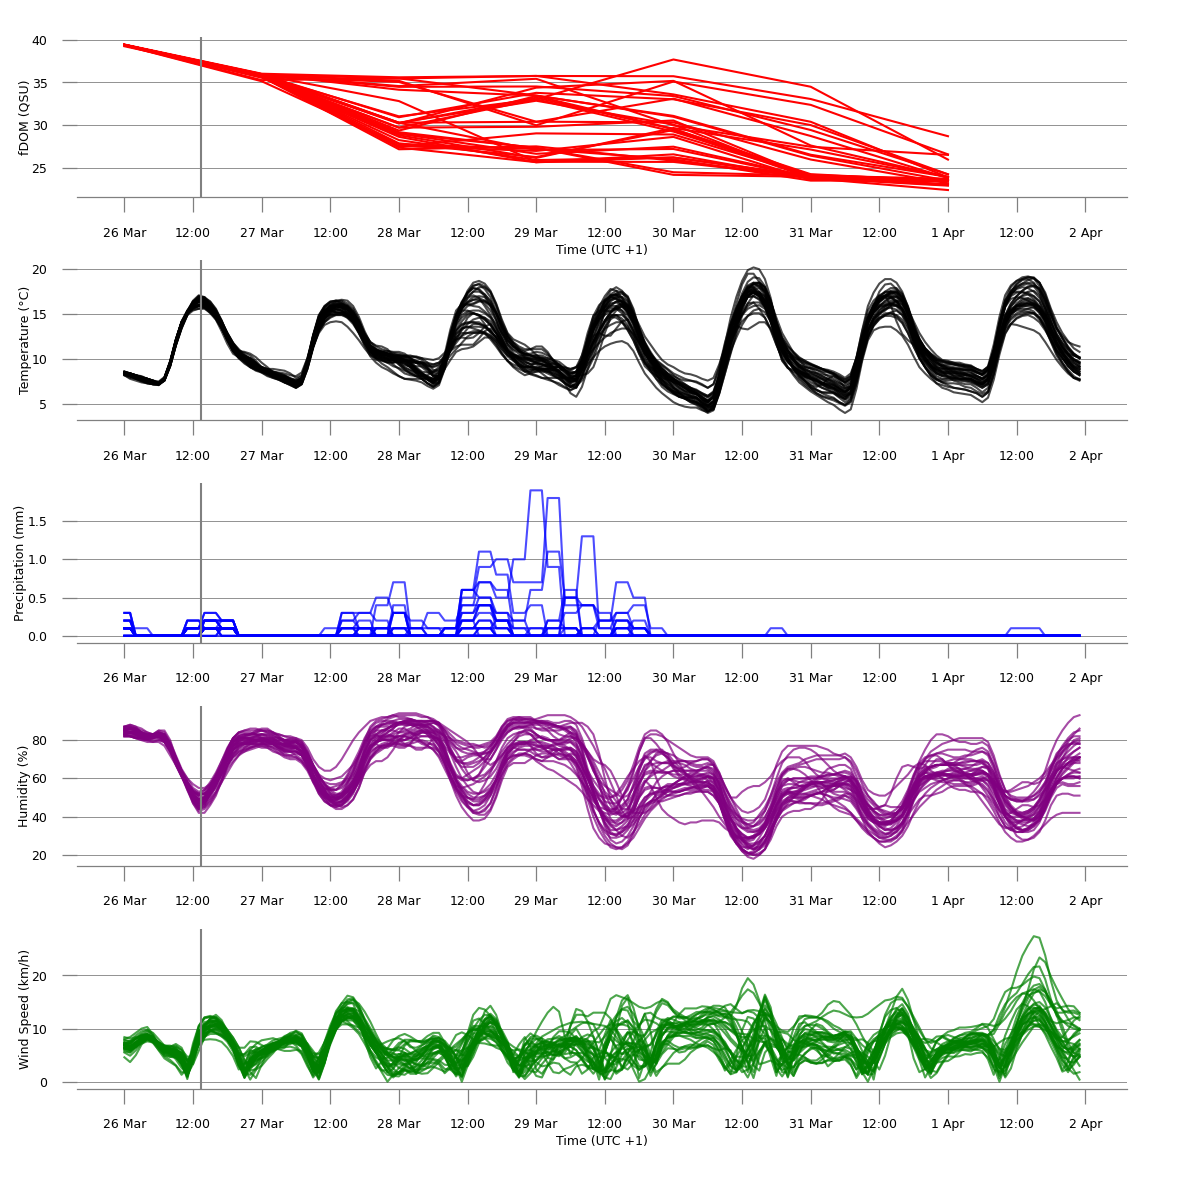 fDOM (QSU)
40
35
30
25
26 Mar 12:00 27 Mar 12:00 28 Mar 12:00 29 Mar 12:00 30 Mar 12:00 31 Mar 12:00 1 Apr 12:00 2 Apr
Time (UTC +1)
Temperature (°C)
20
15
10
5
26 Mar 12:00 27 Mar 12:00 28 Mar 12:00 29 Mar 12:00 30 Mar 12:00 31 Mar 12:00 1 Apr 12:00 2 Apr
Precipitation (mm)
1.5
1.0
0.5
0.0
26 Mar 12:00 27 Mar 12:00 28 Mar 12:00 29 Mar 12:00 30 Mar 12:00 31 Mar 12:00 1 Apr 12:00 2 Apr
Humidity (%)
80
60
40
20
26 Mar 12:00 27 Mar 12:00 28 Mar 12:00 29 Mar 12:00 30 Mar 12:00 31 Mar 12:00 1 Apr 12:00 2 Apr
Wind Speed (km/h)
20
10
0
26 Mar 12:00 27 Mar 12:00 28 Mar 12:00 29 Mar 12:00 30 Mar 12:00 31 Mar 12:00 1 Apr 12:00 2 Apr
Time (UTC +1)